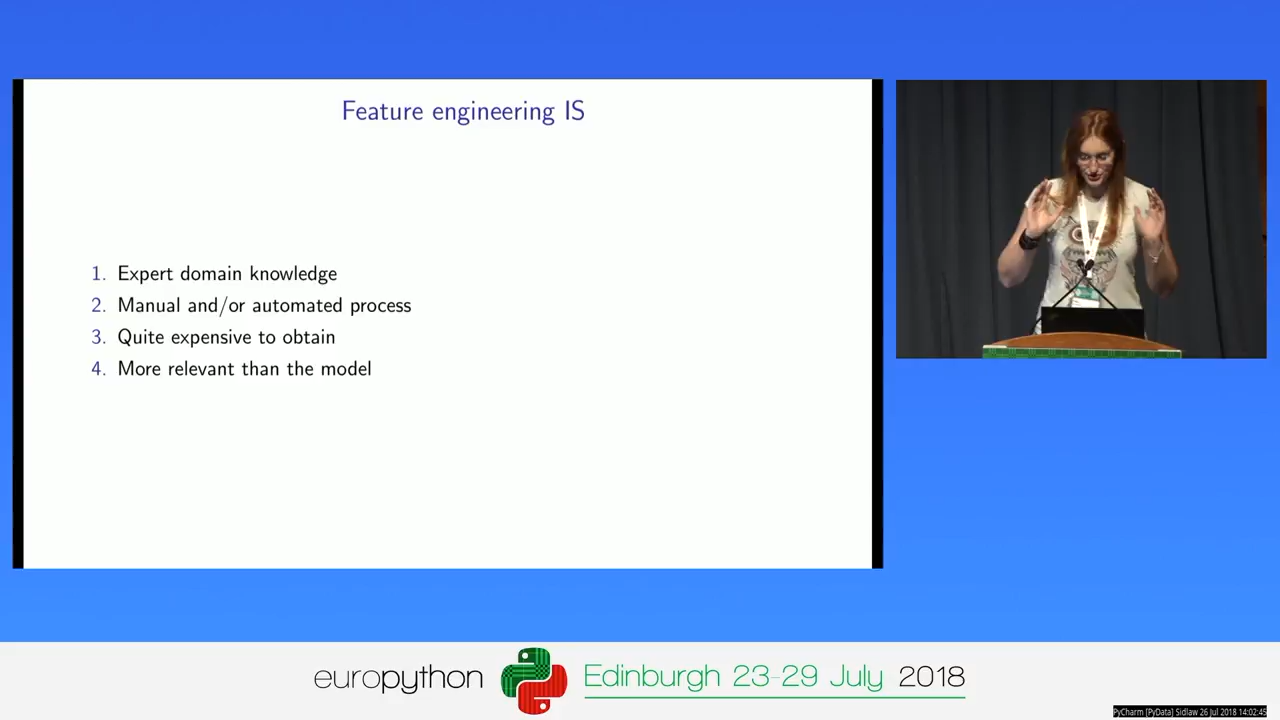 Feature engineering IS
1. Expert domain knowledge
2. Manual and/or automated process
3. Quite expensive to obtain
4. More relevant than the model
europython Edinburgh 23-29 July 2018
PyCharm [PyData] Sidlaw 26 Jul 2018 14:02:45